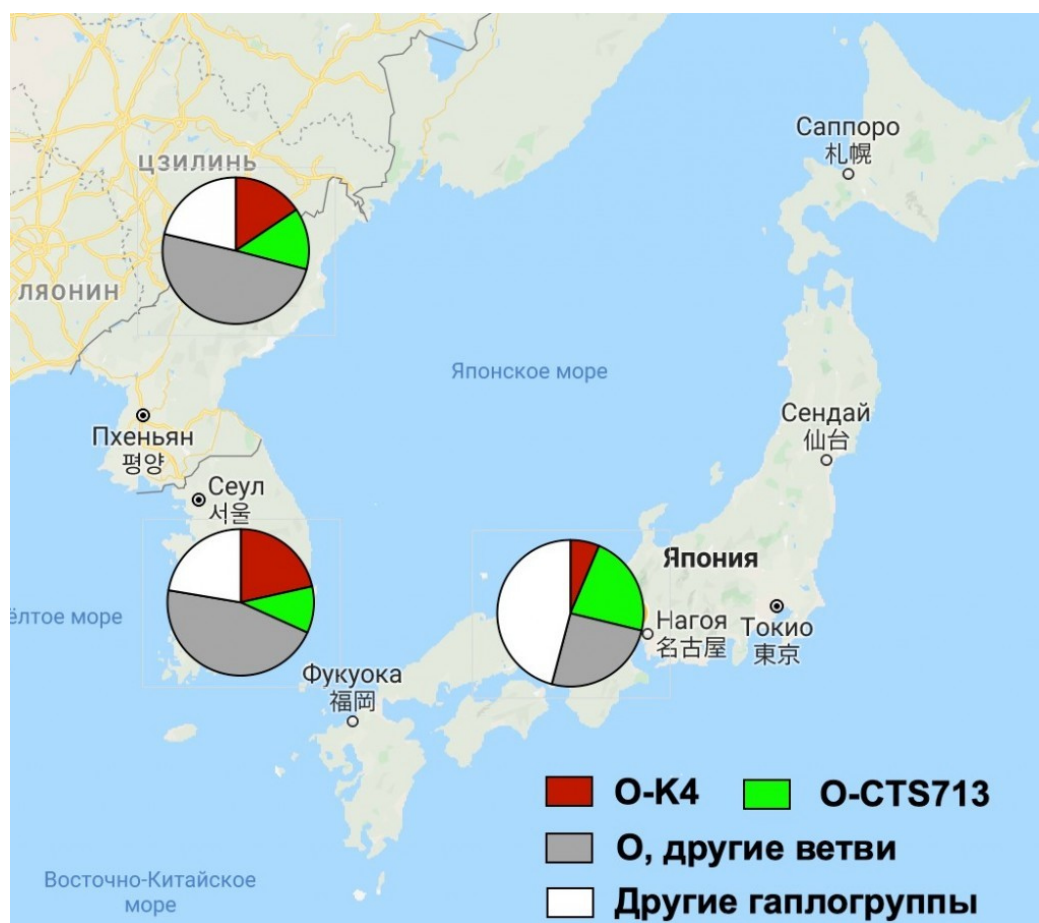 Саппоро
札幌
ЦЗИЛИНЬ
ЛЯОНИН
Японское море
Сендай
仙台
Пхеньян
평양
Сеул
서울
Япония
Нагоя
名古屋
Токио
東京
ёлтое море
Фукуока
福岡
O-K4
O-CTS713
О, другие ветви
Другие гаплогруппы
Восточно-Китайское
море